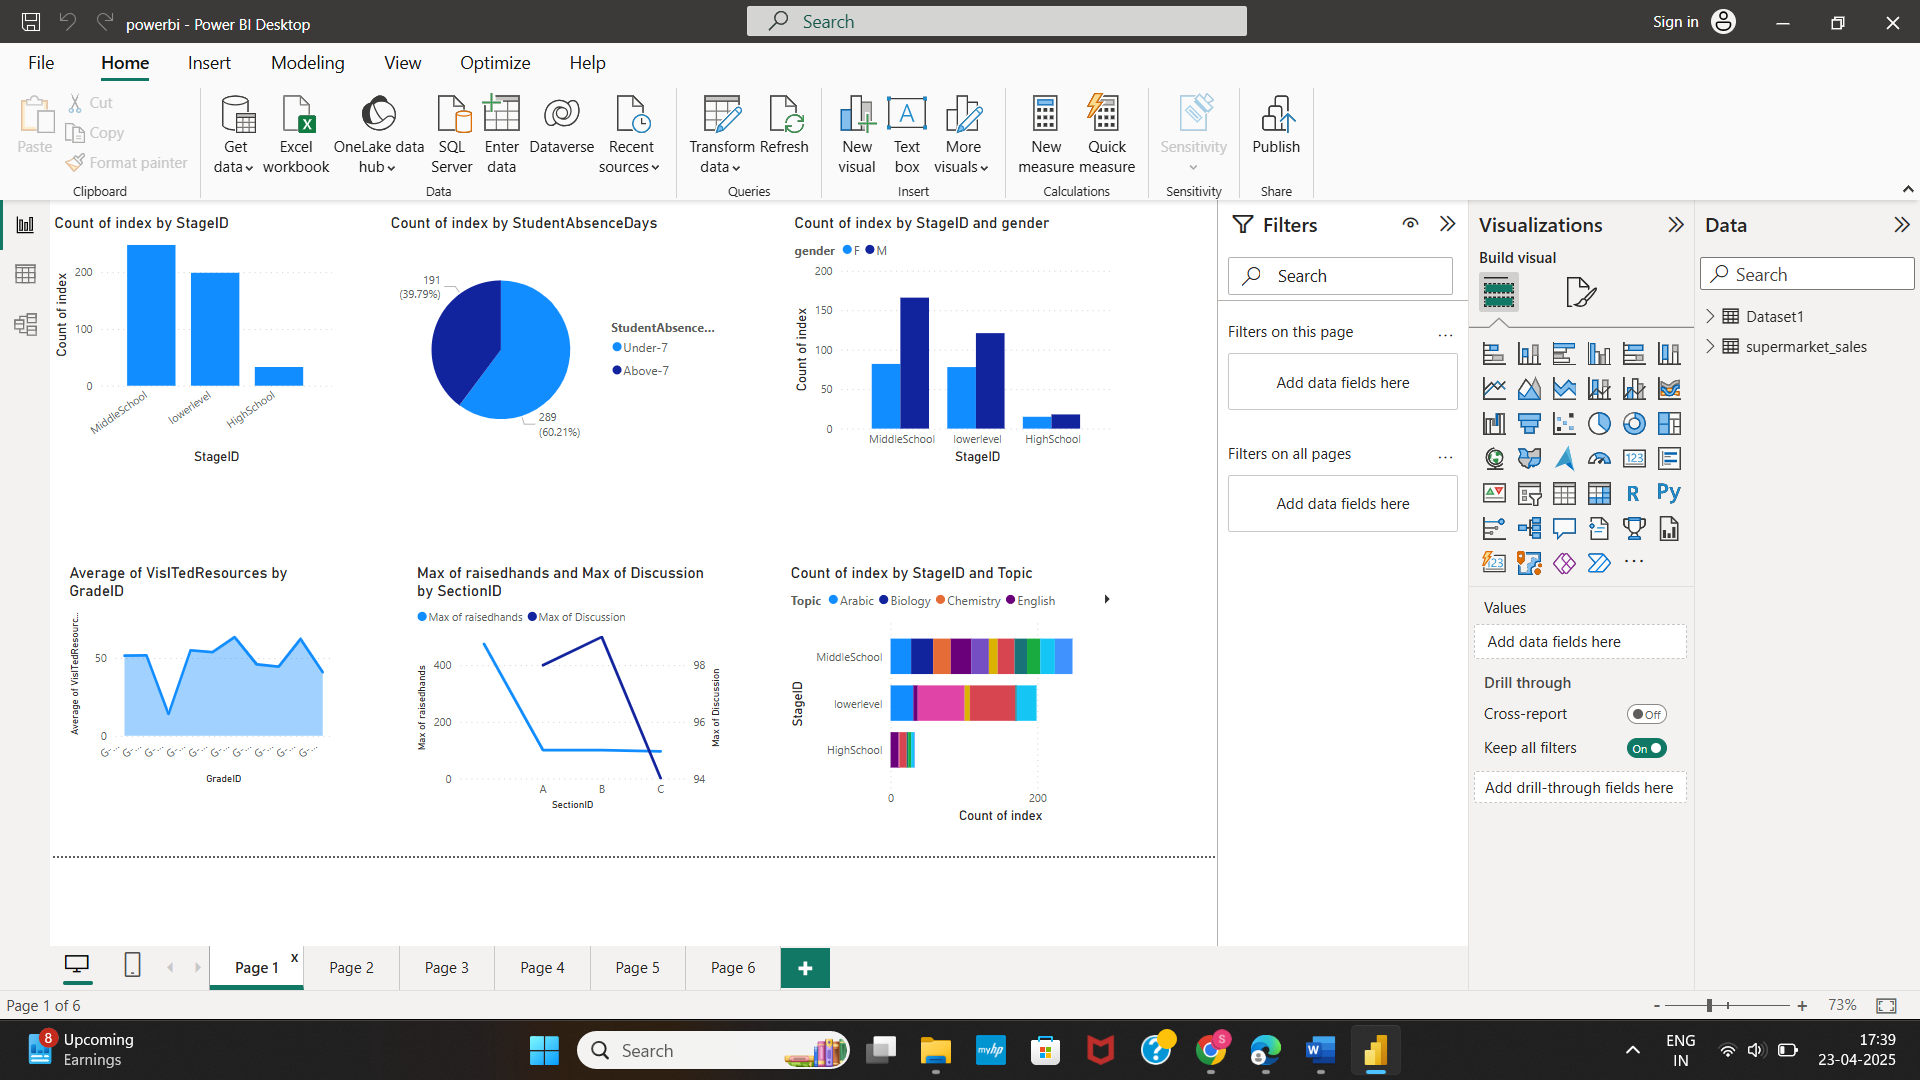 powerbi - Power BI Desktop
Search
Sign in
File
Home
Insert
Modeling
View
Optimize
Help
Paste
Cut
Copy
Format painter
Clipboard
Get data
Excel workbook
OneLake data hub
SQL Server
Enter data
Dataverse
Recent sources
Data
Transform data
Refresh
Queries
New visual
Text box
More visuals
Insert
New measure
Quick measure
Calculations
Sensitivity
Sensitivity
Publish
Share
Count of index by StageID
Count of index
200
100
0
MiddleSchool
lowerlevel
HighSchool
StageID
Count of index by StudentAbsenceDays
191
(39.79%)
289
(60.21%)
StudentAbsence...
Under-7
Above-7
Count of index by StageID and gender
gender F M
Count of index
200
150
100
50
0
MiddleSchool
lowerlevel
HighSchool
StageID
Average of VisITedResources by
GradeID
Average of VisITedResourc...
50
0
G-...
G-...
G-...
G-...
G-...
G-...
G-...
G-...
G-...
G-...
GradeID
Max of raisedhands and Max of Discussion
by SectionID
Max of raisedhands Max of Discussion
Max of raisedhands
400
200
0
98
96
94
Max of Discussion
A
B
C
SectionID
Count of index by StageID and Topic
Topic Arabic Biology Chemistry English
StageID
MiddleSchool
lowerlevel
HighSchool
0
200
Count of index
Filters
Search
Filters on this page
...
Add data fields here
Filters on all pages
...
Add data fields here
Visualizations
Build visual
123
R
Py
123
...
Values
Add data fields here
Drill through
Cross-report
Off
Keep all filters
On
Add drill-through fields here
Data
Search
Dataset1
supermarket_sales
Page 1
x
Page 2
Page 3
Page 4
Page 5
Page 6
+
Page 1 of 6
-
+
73%
8
Upcoming
Earnings
Search
myhp
S
W
ENG
IN
17:39
23-04-2025